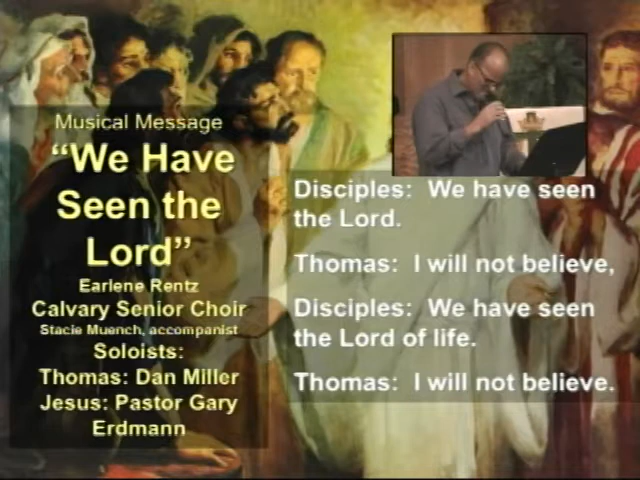 Musical Message
“We Have
Seen the
Lord”
Earlene Rentz
Calvary Senior Choir
Stacie Muench, accompanist
Soloists:
Thomas: Dan Miller
Jesus: Pastor Gary
Erdmann
Disciples: We have seen
the Lord.
Thomas: I will not believe,
Disciples: We have seen
the Lord of life.
Thomas: I will not believe.